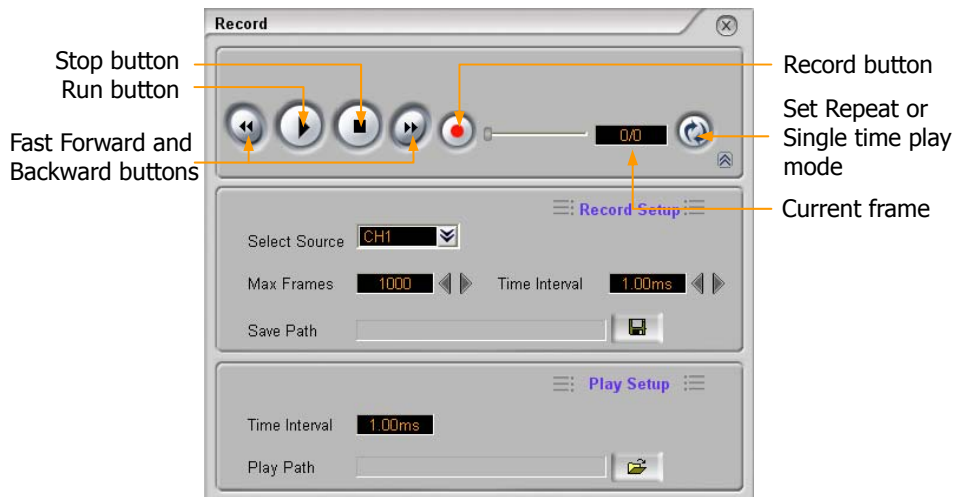 Record
Stop button
Run button
Fast Forward and
Backward buttons
Record button
Set Repeat or
Single time play
mode
Current frame
0/0
Record Setup
Select Source CH1
Max Frames 1000 Time Interval 1.00ms
Save Path
Play Setup
Time Interval 1.00ms
Play Path